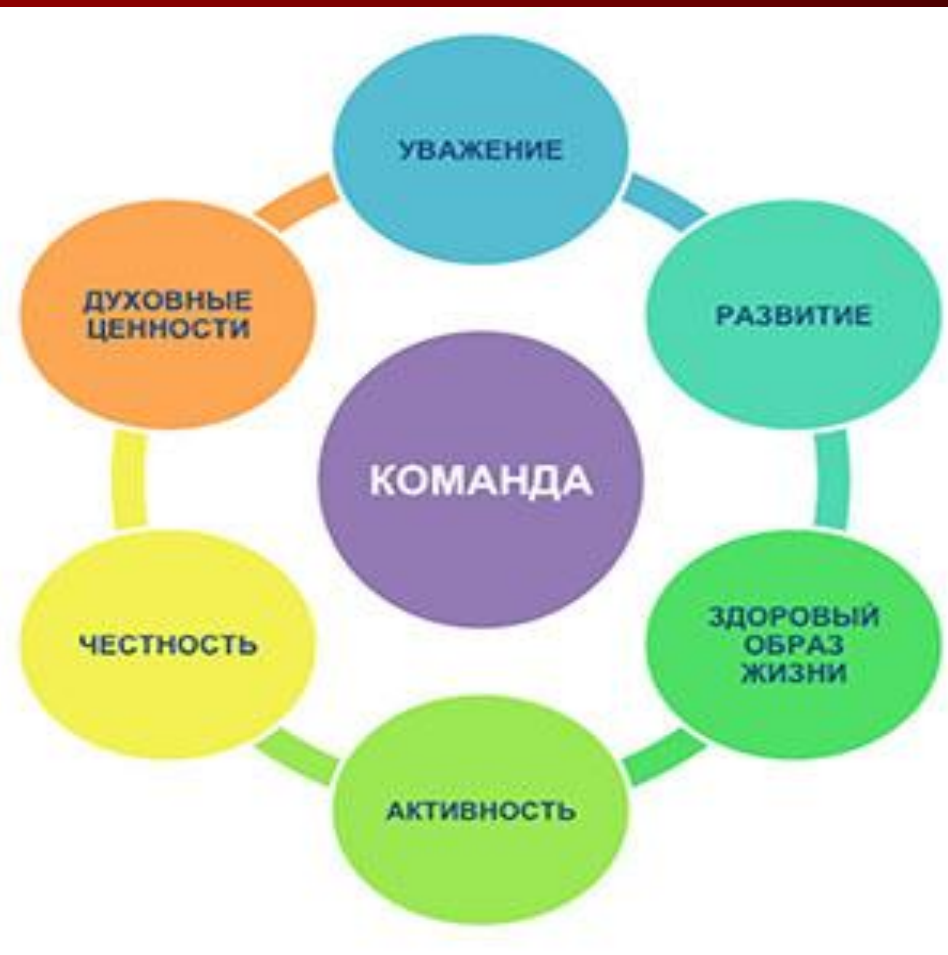 УВАЖЕНИЕ
РАЗВИТИЕ
ЗДОРОВЫЙ
ОБРАЗ
ЖИЗНИ
АКТИВНОСТЬ
ЧЕСТНОСТЬ
ДУХОВНЫЕ
ЦЕННОСТИ
КОМАНДА